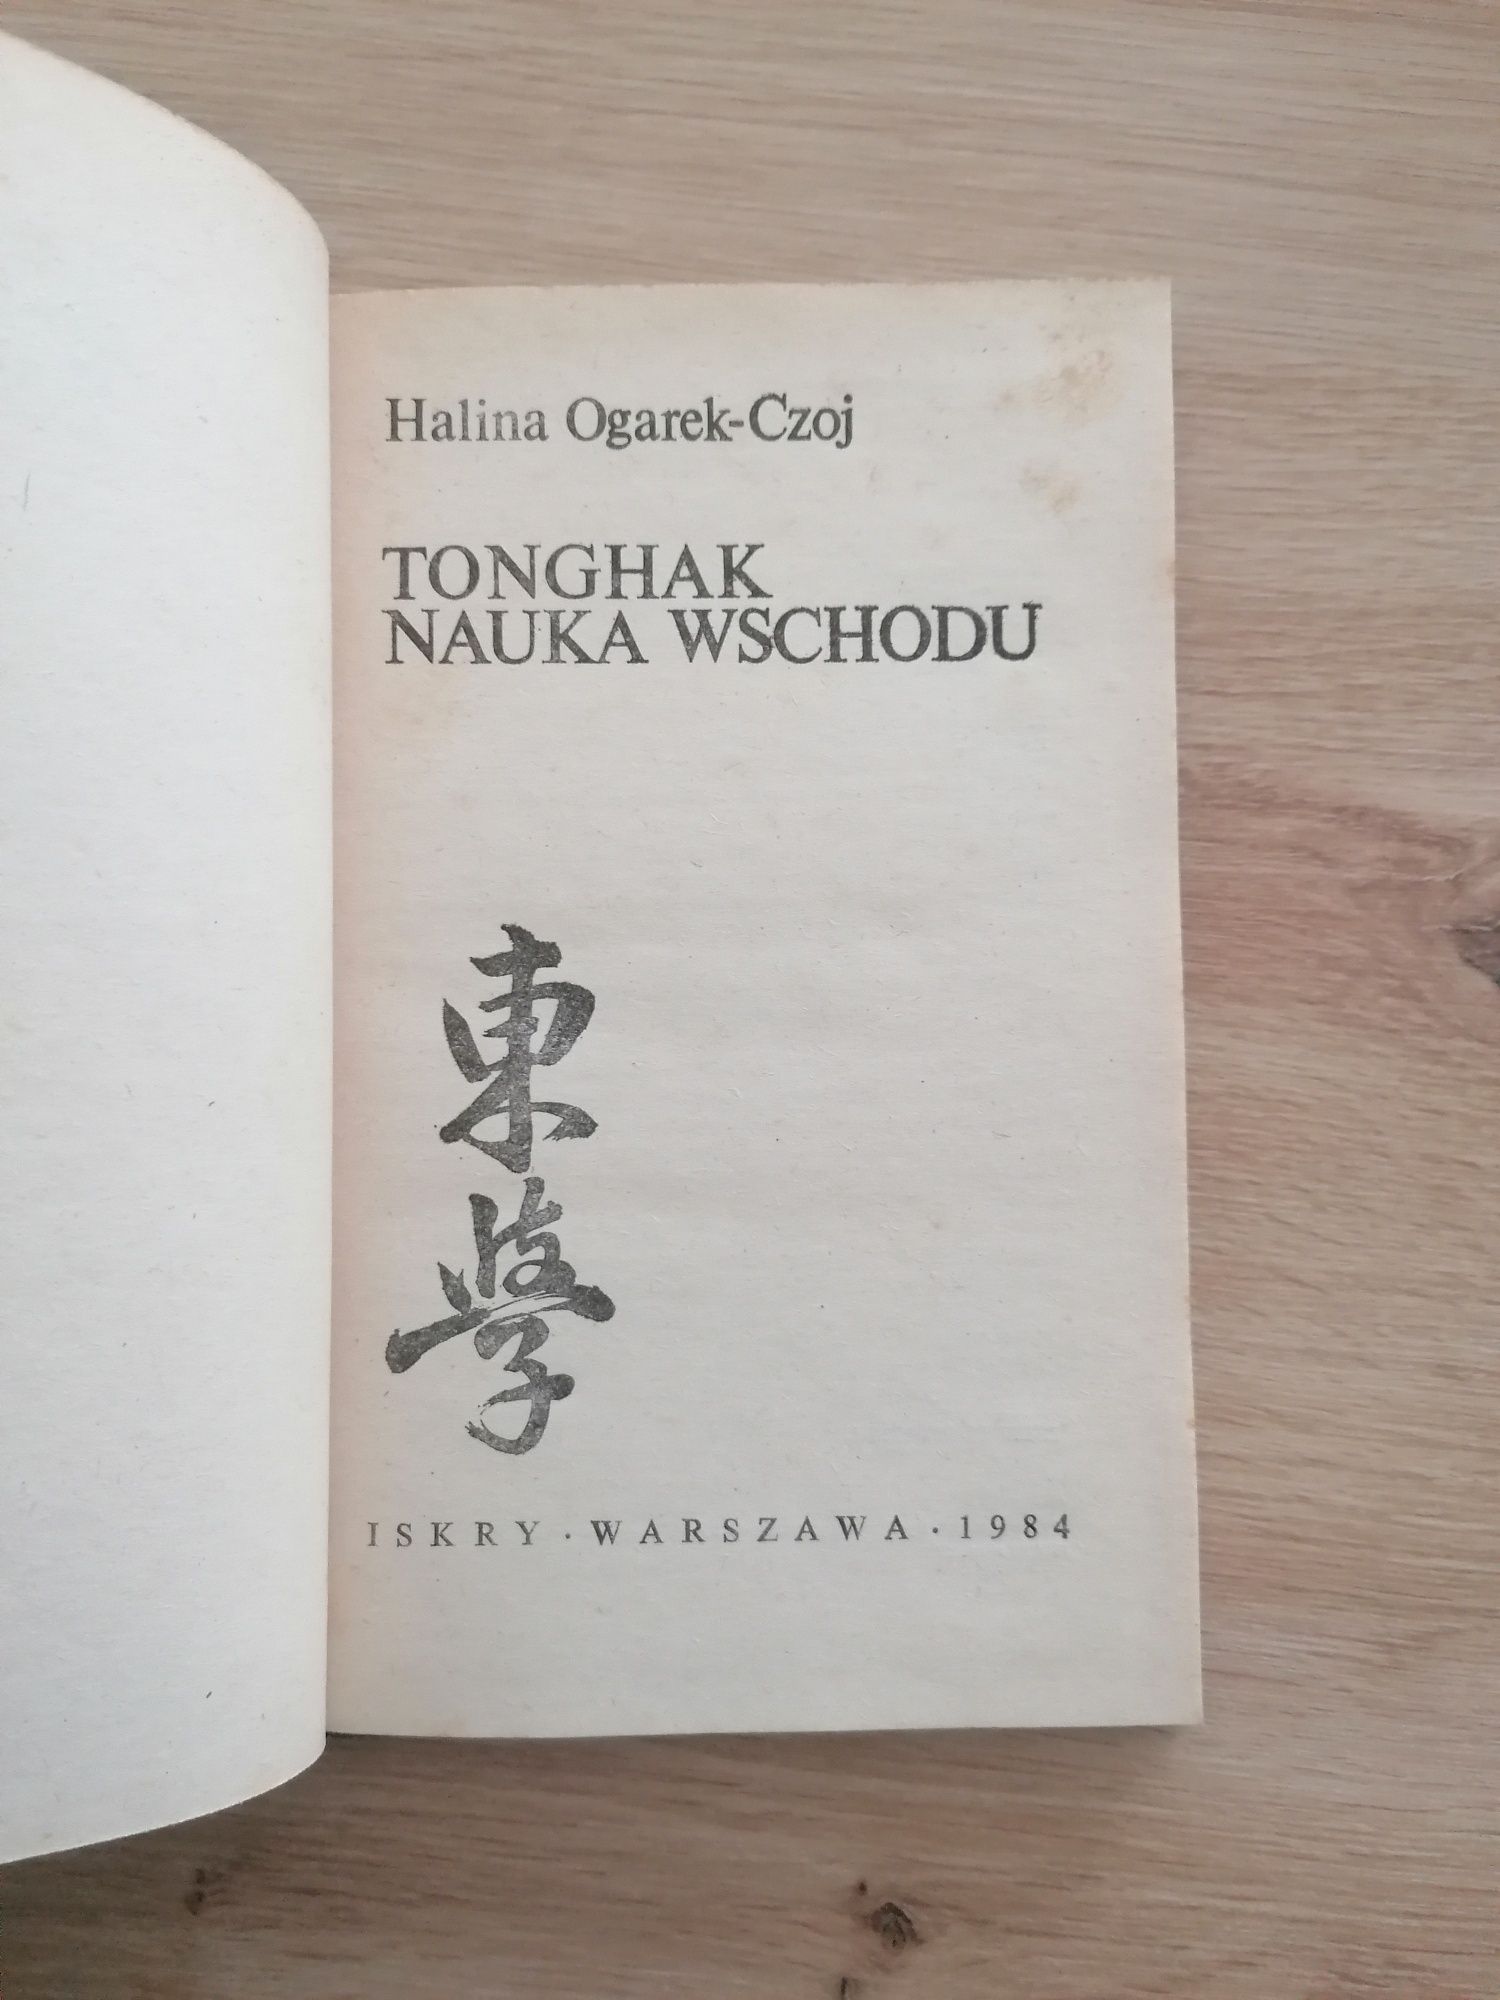 Halina Ogarek-Czoj
TONGHAK
NAUKA WSCHODU
東
學
ISKRY · WARSZAWA · 1984